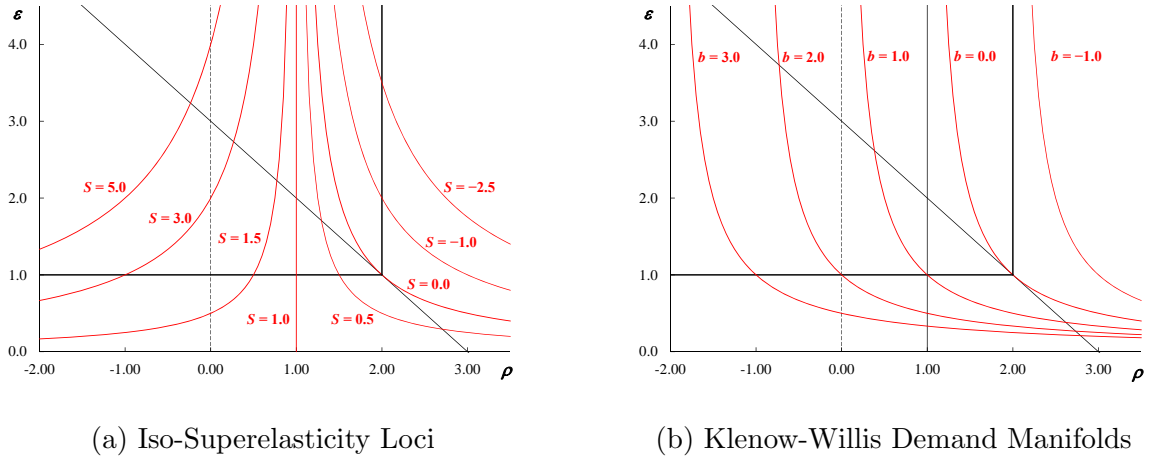 ε
4.0
3.0
2.0
1.0
0.0
-2.00 -1.00 0.00 1.00 2.00 3.00
ρ
S = 5.0
S = 3.0
S = 1.5
S = 1.0
S = 0.5
S = 0.0
S = −1.0
S = −2.5
(a) Iso-Superelasticity Loci
ε
4.0
3.0
2.0
1.0
0.0
-2.00 -1.00 0.00 1.00 2.00 3.00
ρ
b = 3.0 b = 2.0 b = 1.0 b = 0.0 b = −1.0
(b) Klenow-Willis Demand Manifolds